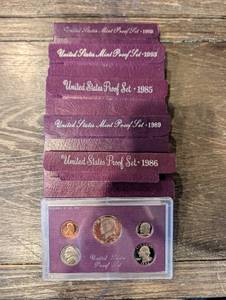 United States Mint Proof Set · 1993
United States Proof Set · 1985
United States Mint Proof Set · 1989
United States Proof Set · 1986
United States
Proof Set